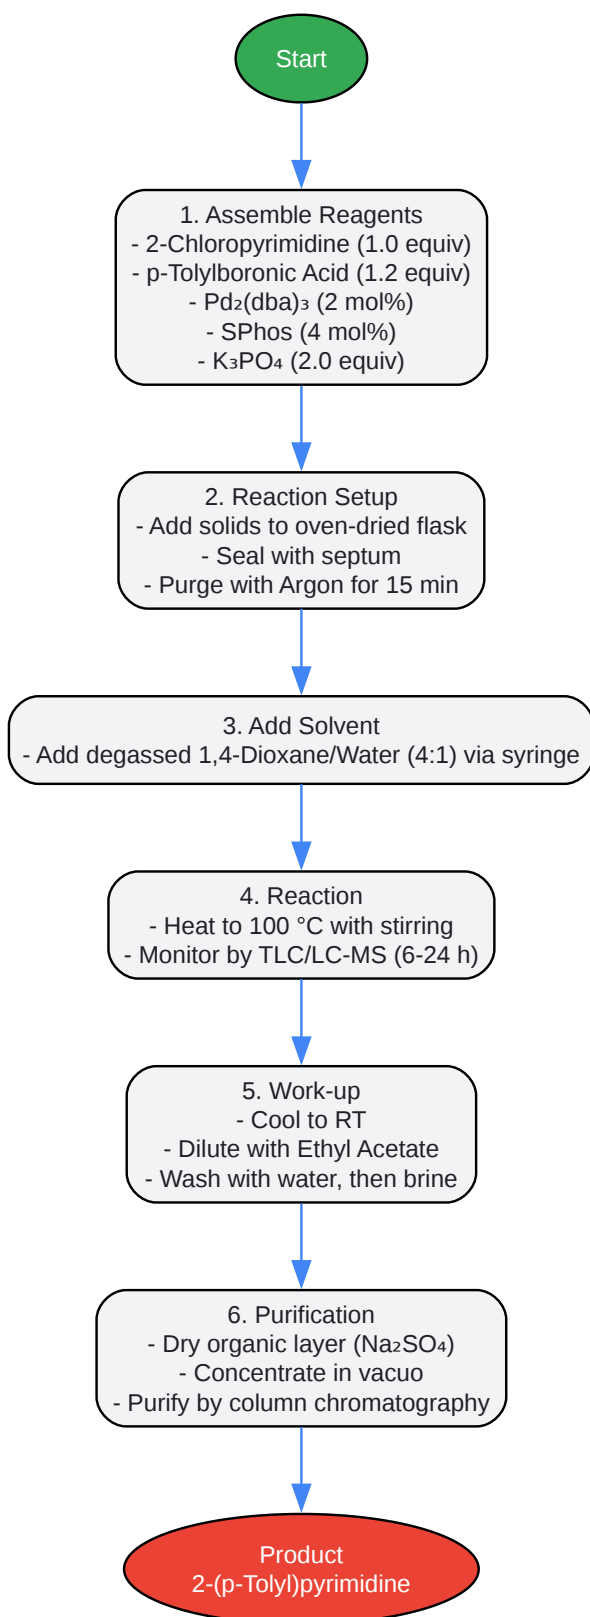 Start
1. Assemble Reagents
- 2-Chloropyrimidine (1.0 equiv)
- p-Tolylboronic Acid (1.2 equiv)
- Pd₂(dba)₃ (2 mol%)
- SPhos (4 mol%)
- K₃PO₄ (2.0 equiv)
2. Reaction Setup
- Add solids to oven-dried flask
- Seal with septum
- Purge with Argon for 15 min
3. Add Solvent
- Add degassed 1,4-Dioxane/Water (4:1) via syringe
4. Reaction
- Heat to 100 °C with stirring
- Monitor by TLC/LC-MS (6-24 h)
5. Work-up
- Cool to RT
- Dilute with Ethyl Acetate
- Wash with water, then brine
6. Purification
- Dry organic layer (Na₂SO₄)
- Concentrate in vacuo
- Purify by column chromatography
Product
2-(p-Tolyl)pyrimidine